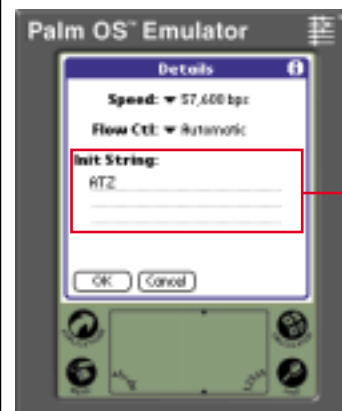 Palm OS™ Emulator
Details
Speed: 57,600 bps
Flow Ctl: Automatic
Init String:
ATZ
OK Cancel